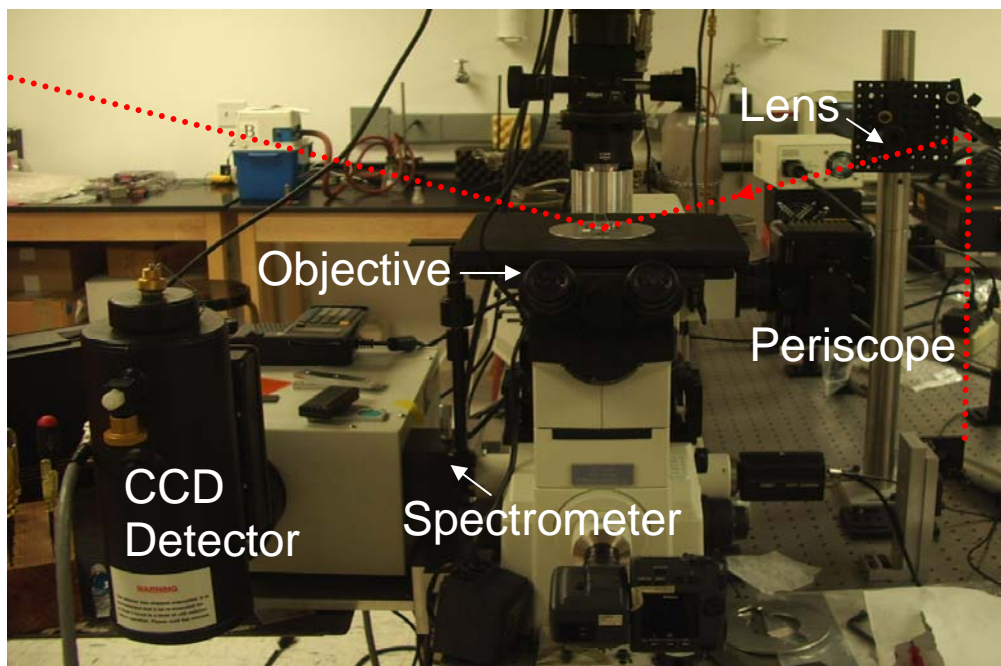 Lens
Objective
Periscope
CCD
Detector
Spectrometer
WARNING